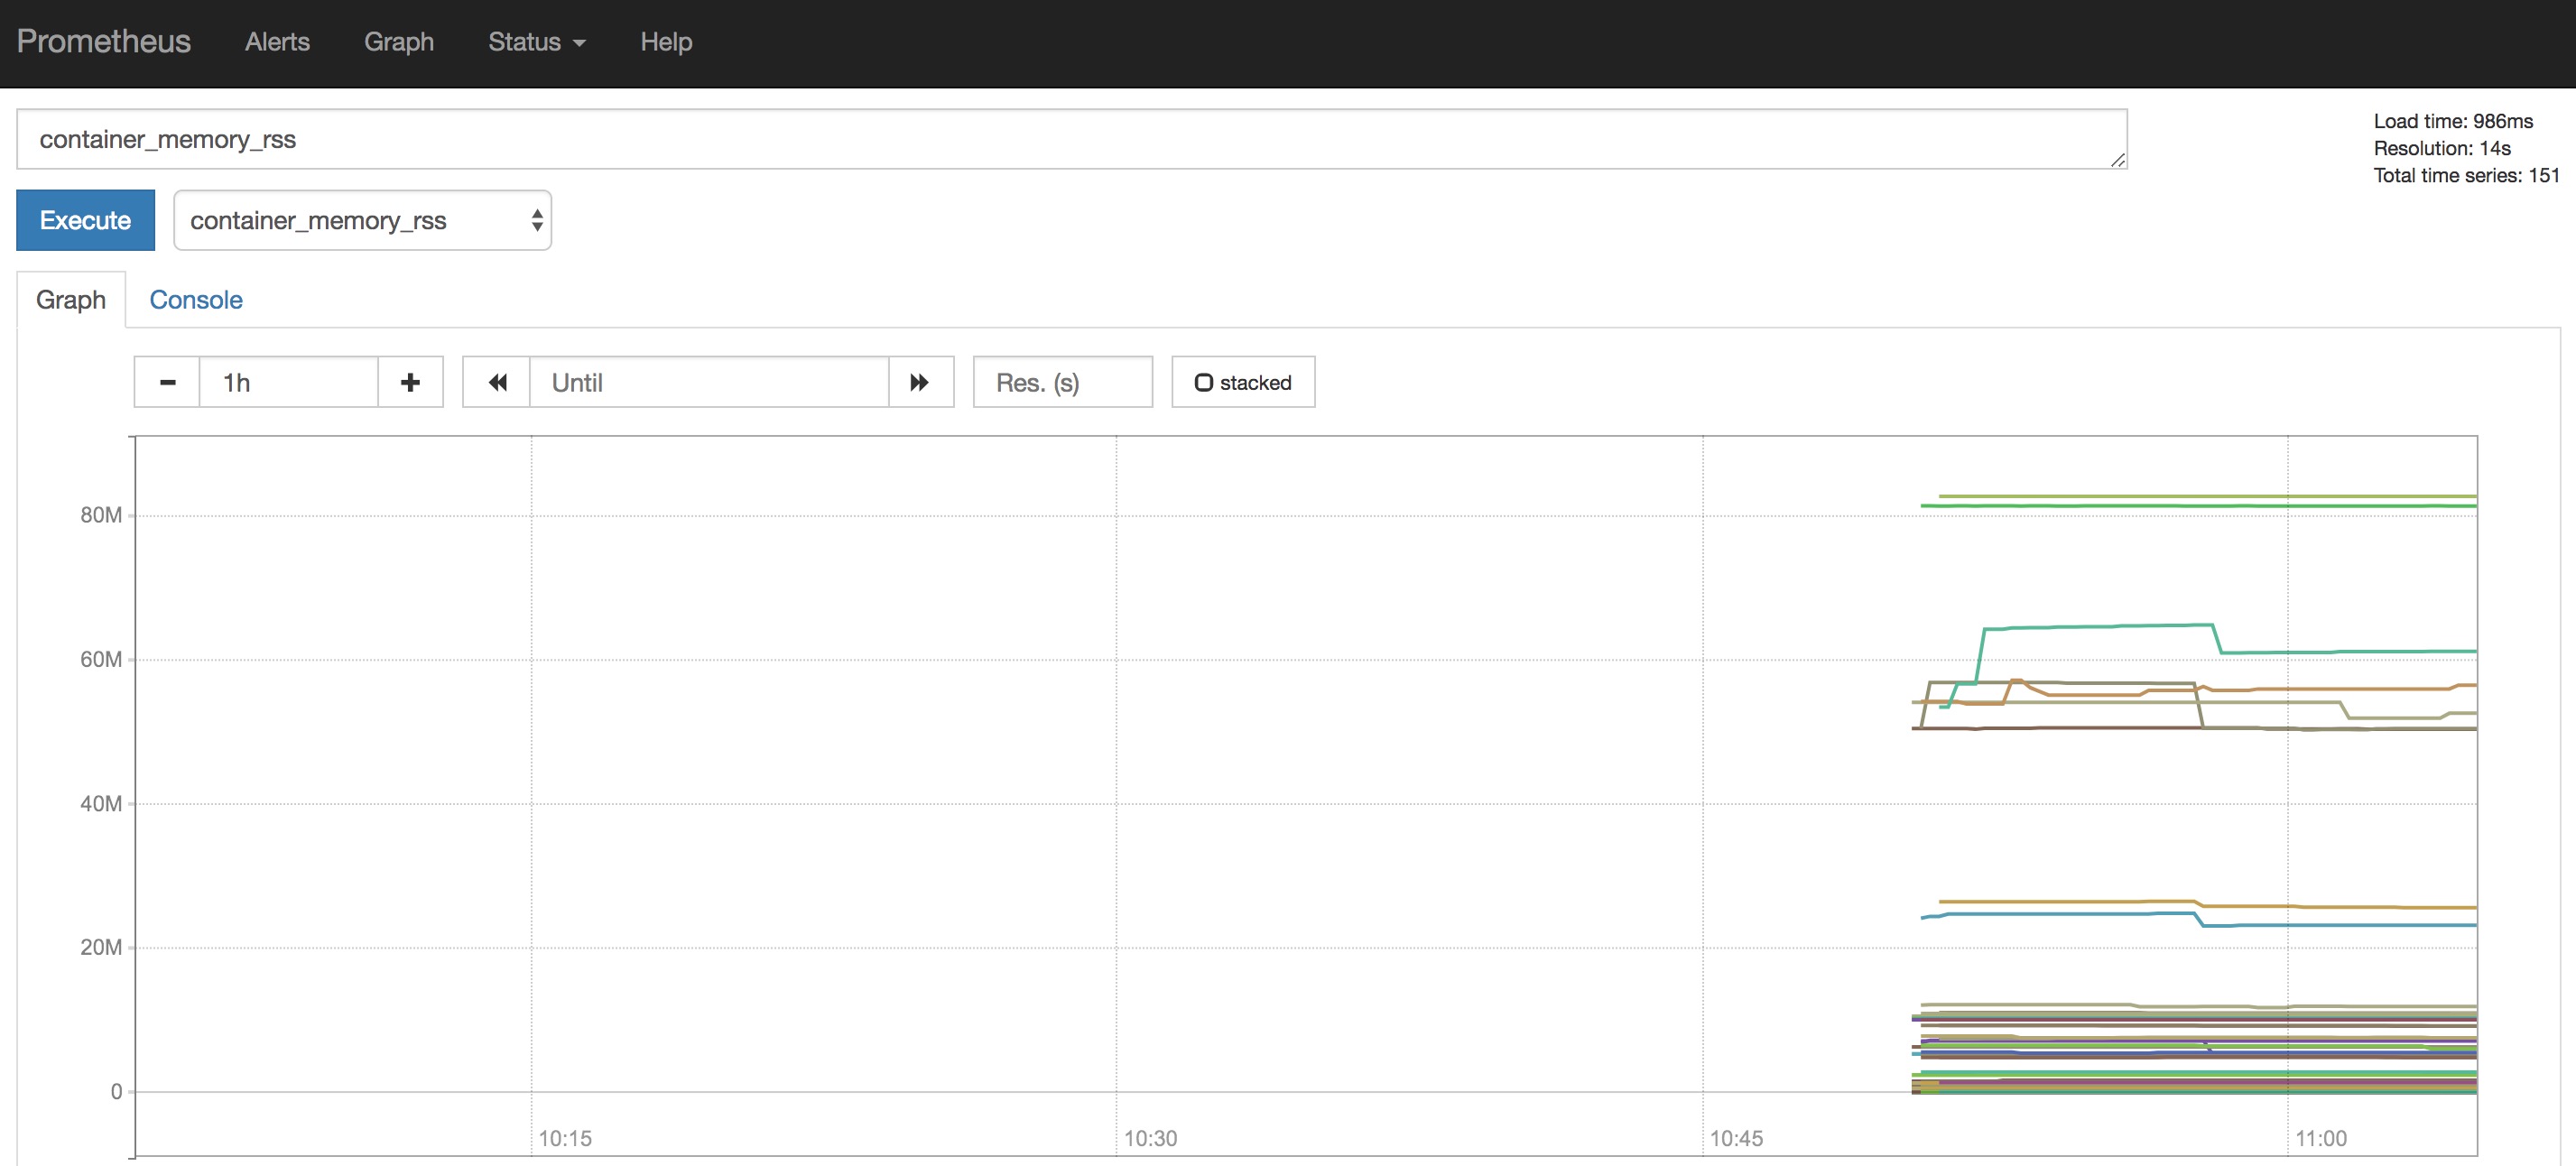 Prometheus Alerts Graph Status Help
container_memory_rss
Load time: 986ms
Resolution: 14s
Total time series: 151
Execute container_memory_rss
Graph Console
1h Until Res. (s) stacked
80M
60M
40M
20M
0
10:15 10:30 10:45 11:00